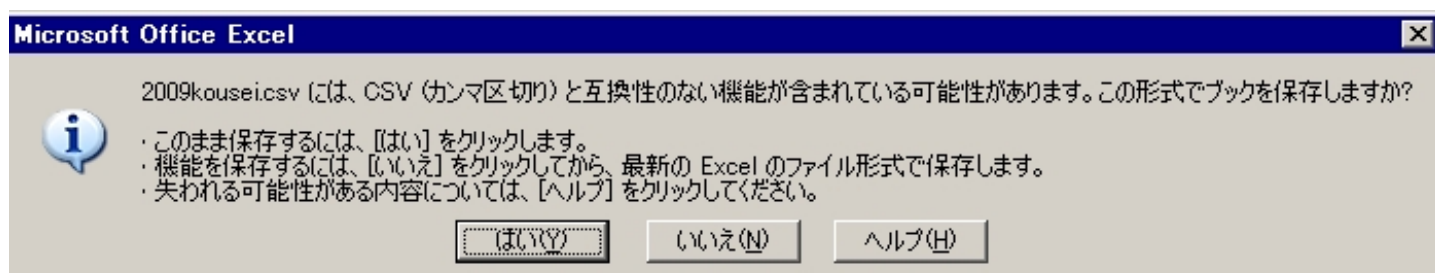 Microsoft Office Excel
2009kousei.csv には、CSV (カンマ区切り) と互換性のない機能が含まれている可能性があります。この形式でブックを保存しますか?
・このまま保存するには、[はい] をクリックします。
・機能を保存するには、[いいえ] をクリックしてから、最新の Excel のファイル形式で保存します。
・失われる可能性がある内容については、[ヘルプ] をクリックしてください。
はい(Y) いいえ(N) ヘルプ(H)